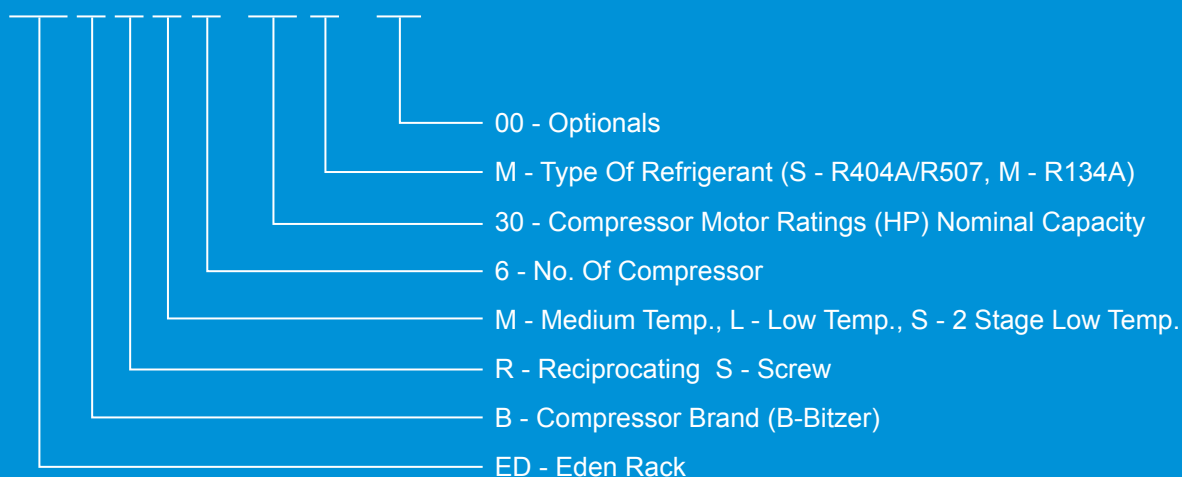 00 - Optionals
M - Type Of Refrigerant (S - R404A/R507, M - R134A)
30 - Compressor Motor Ratings (HP) Nominal Capacity
6 - No. Of Compressor
M - Medium Temp., L - Low Temp., S - 2 Stage Low Temp.
R - Reciprocating  S - Screw
B - Compressor Brand (B-Bitzer)
ED - Eden Rack